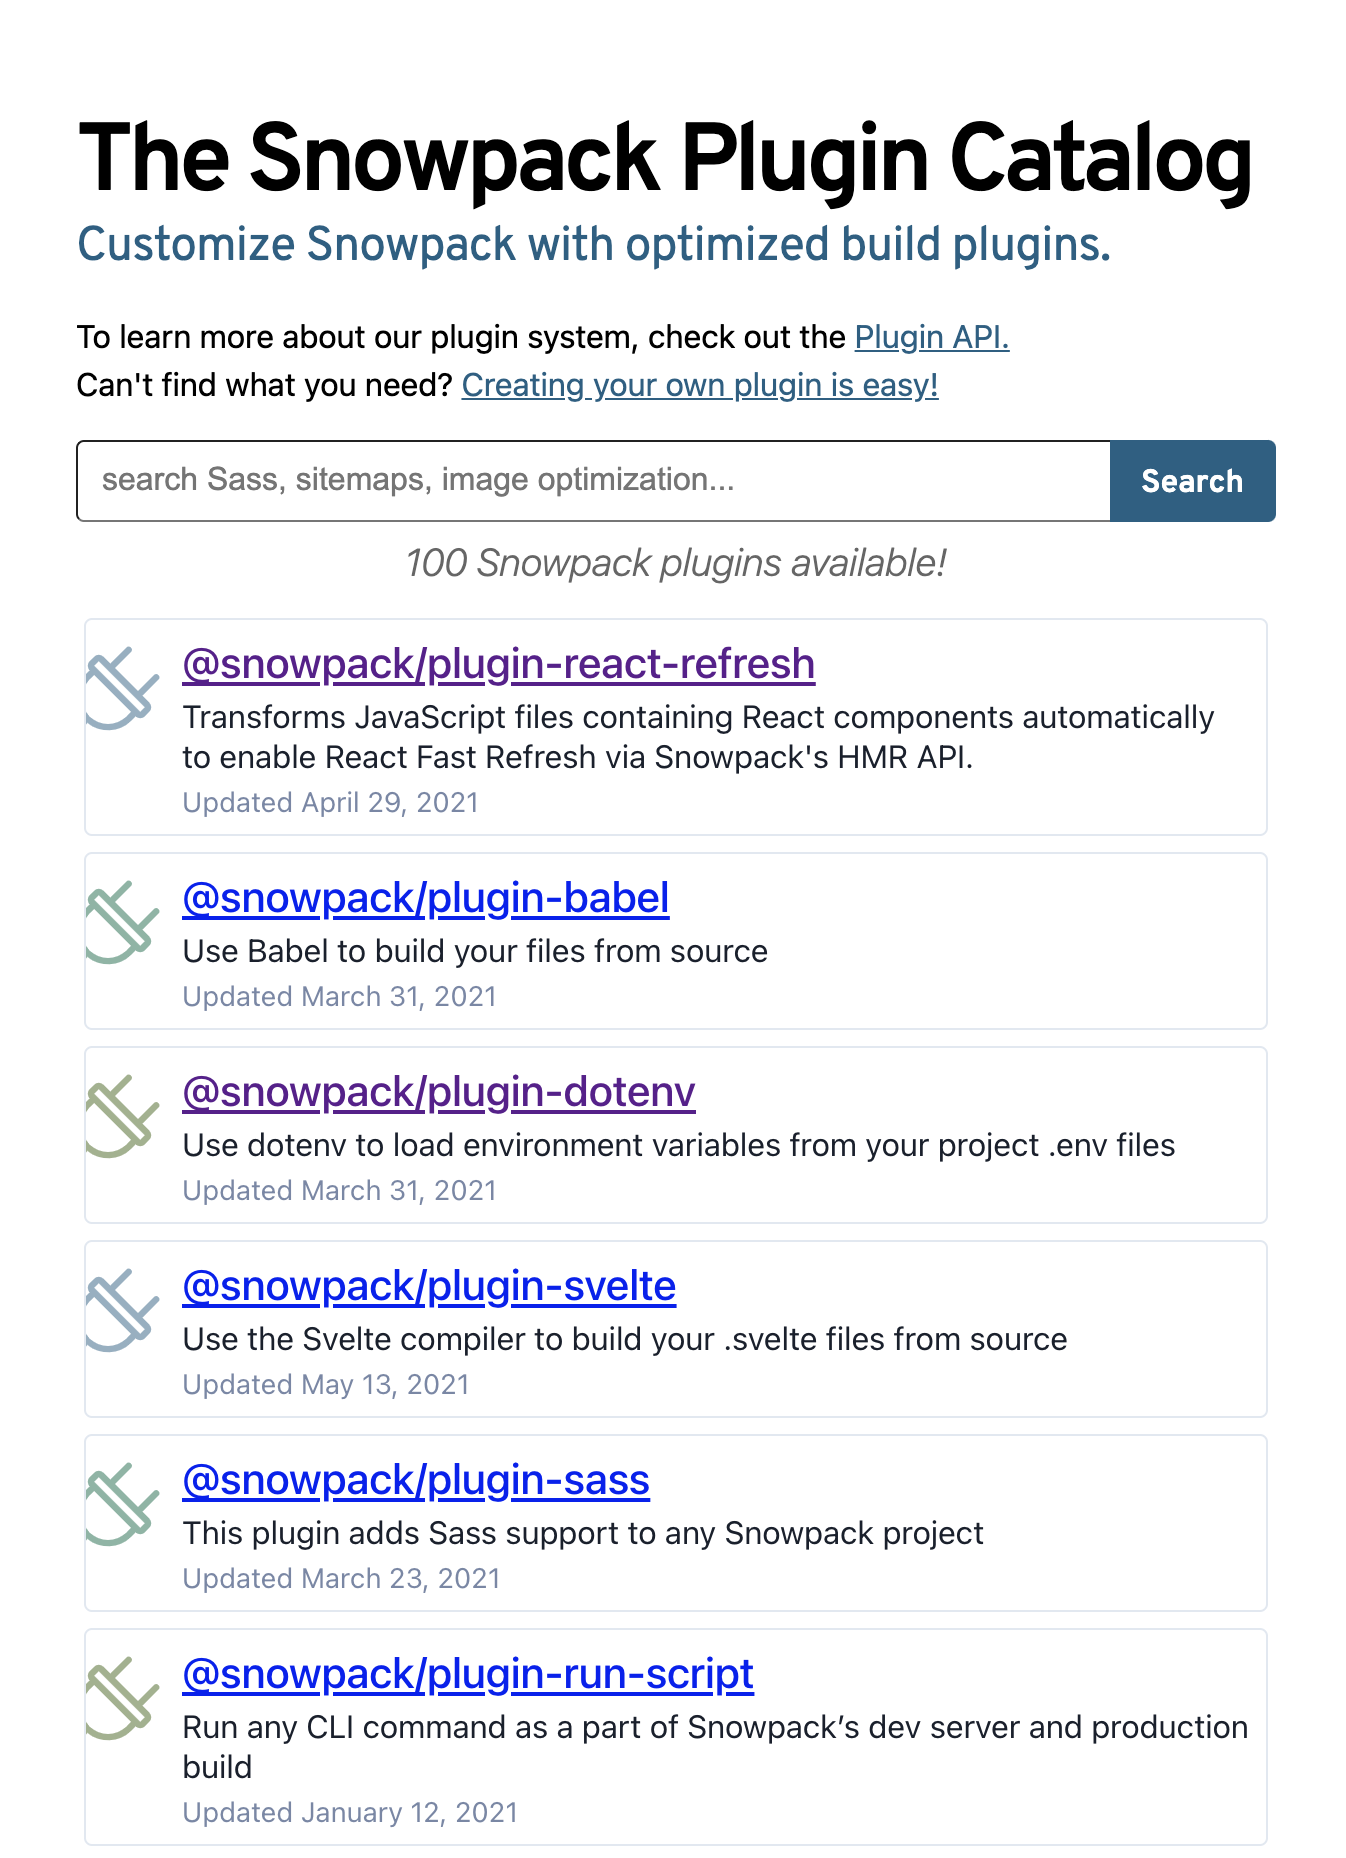 The Snowpack Plugin Catalog
Customize Snowpack with optimized build plugins.
To learn more about our plugin system, check out the Plugin API.
Can't find what you need? Creating your own plugin is easy!
search Sass, sitemaps, image optimization...
Search
100 Snowpack plugins available!
@snowpack/plugin-react-refresh
Transforms JavaScript files containing React components automatically
to enable React Fast Refresh via Snowpack's HMR API.
Updated April 29, 2021
@snowpack/plugin-babel
Use Babel to build your files from source
Updated March 31, 2021
@snowpack/plugin-dotenv
Use dotenv to load environment variables from your project .env files
Updated March 31, 2021
@snowpack/plugin-svelte
Use the Svelte compiler to build your .svelte files from source
Updated May 13, 2021
@snowpack/plugin-sass
This plugin adds Sass support to any Snowpack project
Updated March 23, 2021
@snowpack/plugin-run-script
Run any CLI command as a part of Snowpack’s dev server and production
build
Updated January 12, 2021